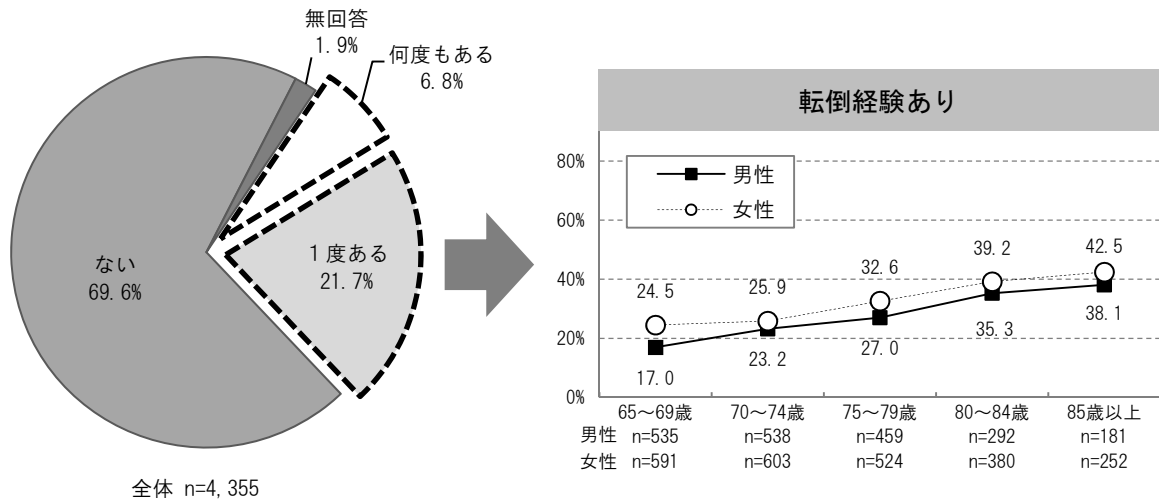 無回答
1.9%
何度もある
6.8%
1度ある
21.7%
ない
69.6%
全体 n=4,355
転倒経験あり
80%
60%
40%
20%
0%
男性
女性
24.5
25.9
32.6
39.2
42.5
17.0
23.2
27.0
35.3
38.1
65～69歳 70～74歳 75～79歳 80～84歳 85歳以上
男性 n=535 n=538 n=459 n=292 n=181
女性 n=591 n=603 n=524 n=380 n=252